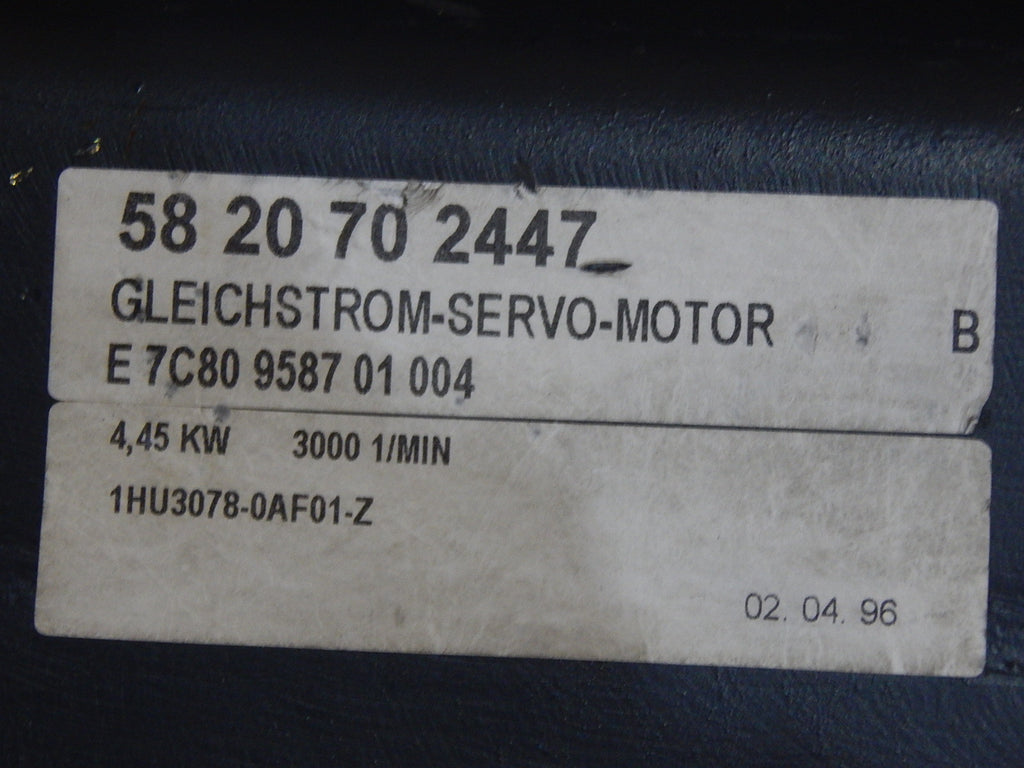 58 20 70 2447
GLEICHSTROM-SERVO-MOTOR B
E 7C80 9587 01 004
4,45 KW 3000 1/MIN
1HU3078-0AF01-Z
02. 04. 96